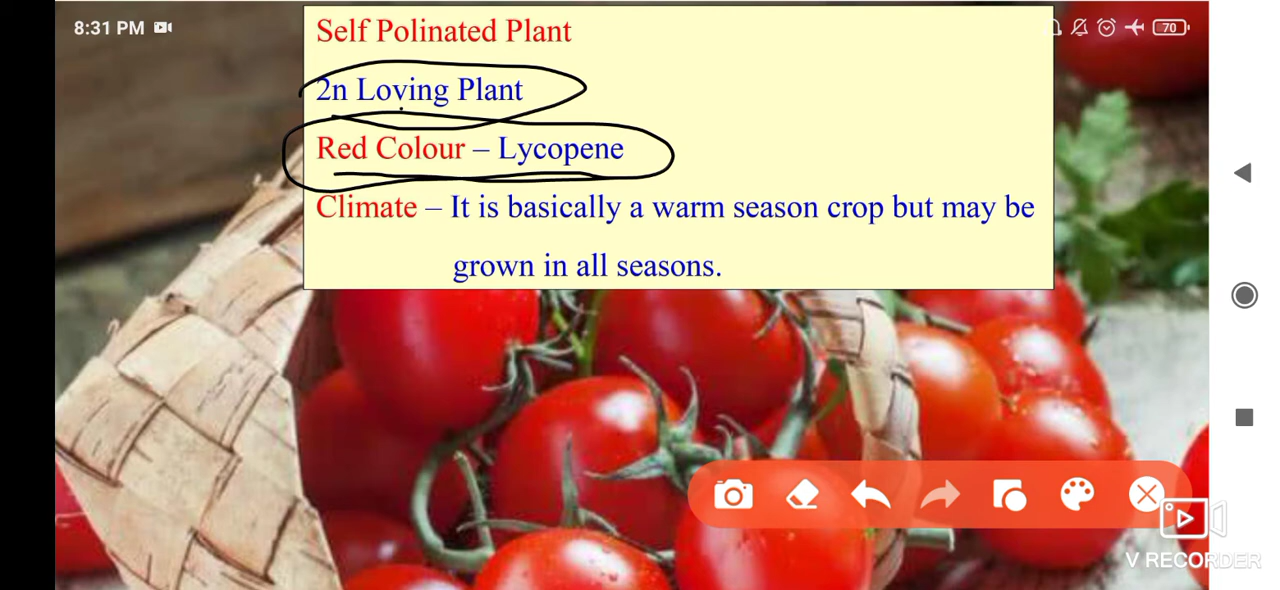 8:31 PM
70
Self Polinated Plant
2n Loving Plant
Red Colour – Lycopene
Climate – It is basically a warm season crop but may be
grown in all seasons.
V RECORDER